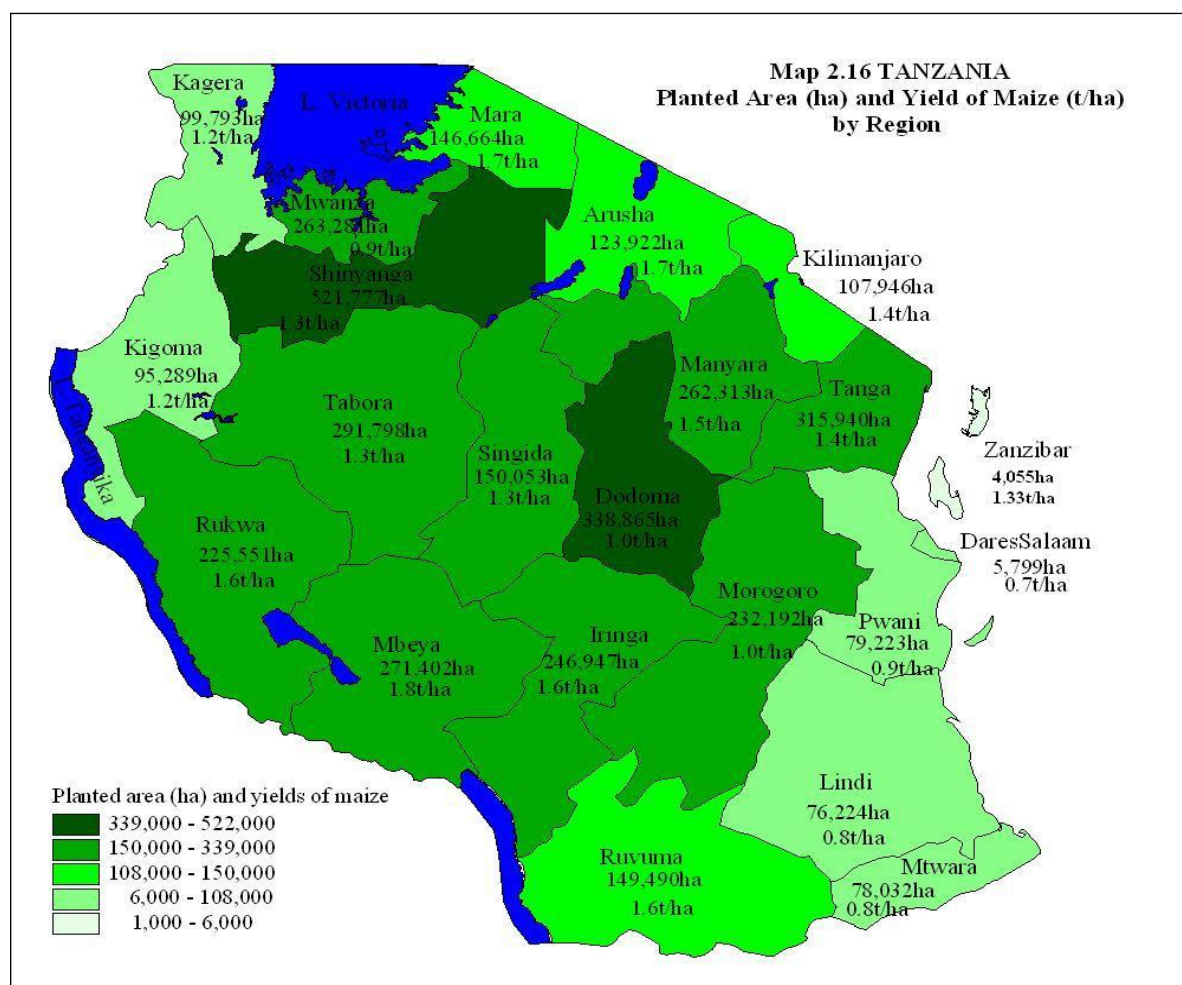 Map 2.16 TANZANIA
Planted Area (ha) and Yield of Maize (t/ha)
by Region
Kagera
99,793ha
1.2t/ha
L. Victoria
Mara
146,664ha
1.7t/ha
Mwanza
263,281ha
0.9t/ha
Arusha
123,922ha
1.7t/ha
Shinyanga
521,777ha
1.3t/ha
Kilimanjaro
107,946ha
1.4t/ha
Kigoma
95,289ha
1.2t/ha
Manyara
262,313ha
1.5t/ha
Tanga
315,940ha
1.4t/ha
Tabora
291,798ha
1.3t/ha
Singida
150,053ha
1.3t/ha
Zanzibar
4,055ha
1.33t/ha
Dodoma
338,865ha
1.0t/ha
L. Tanganyika
Rukwa
225,551ha
1.6t/ha
DaresSalaam
5,799ha
0.7t/ha
Morogoro
232,192ha
1.0t/ha
Pwani
79,223ha
0.9t/ha
Mbeya
271,402ha
1.8t/ha
Iringa
246,947ha
1.6t/ha
Lindi
76,224ha
0.8t/ha
Ruvuma
149,490ha
1.6t/ha
Mtwara
78,032ha
0.8t/ha
Planted area (ha) and yields of maize
339,000 - 522,000
150,000 - 339,000
108,000 - 150,000
6,000 - 108,000
1,000 - 6,000